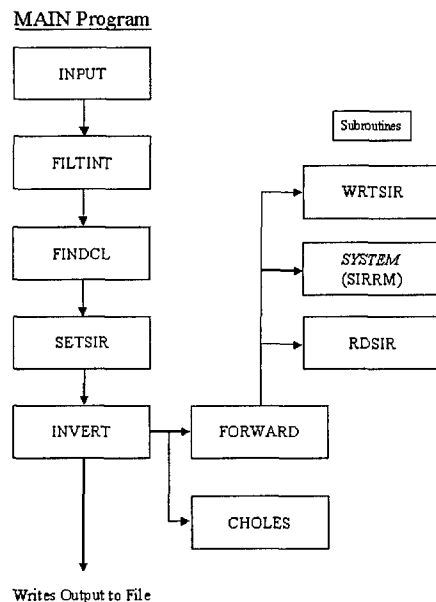 MAIN Program
INPUT
FILTINT
FINDCL
SETSIR
INVERT
Writes Output to File
FORWARD
CHOLES
Subroutines
WRTSIR
SYSTEM
(SIRRM)
RDSIR